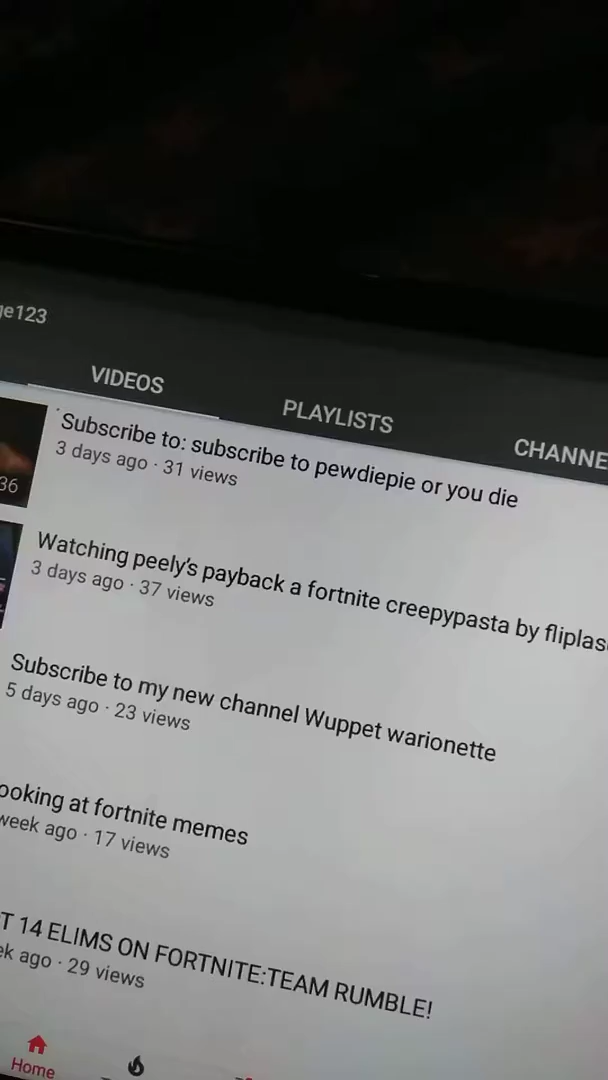 ge123
VIDEOS
PLAYLISTS
CHANNE
Subscribe to: subscribe to pewdiepie or you die
3 days ago · 31 views
36
Watching peely's payback a fortnite creepypasta by fliplas
3 days ago · 37 views
Subscribe to my new channel Wuppet warionette
5 days ago · 23 views
ooking at fortnite memes
week ago · 17 views
T 14 ELIMS ON FORTNITE:TEAM RUMBLE!
ek ago · 29 views
Home